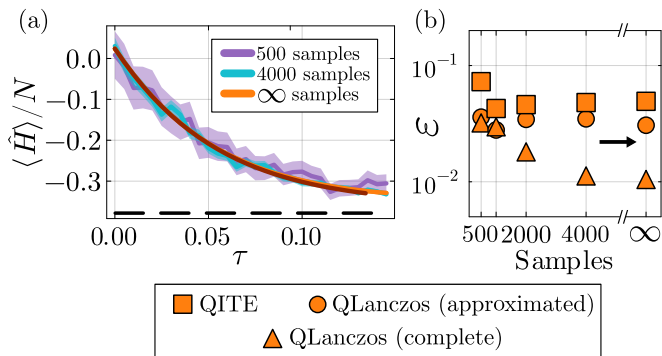 (a)
(b)
500 samples
4000 samples
∞ samples
0.0
−0.1
−0.2
−0.3
⟨Ĥ⟩/N
0.00
0.05
0.10
τ
10⁻¹
10⁻²
ε
500
2000
4000
∞
Samples
QITE
QLanczos (approximated)
QLanczos (complete)